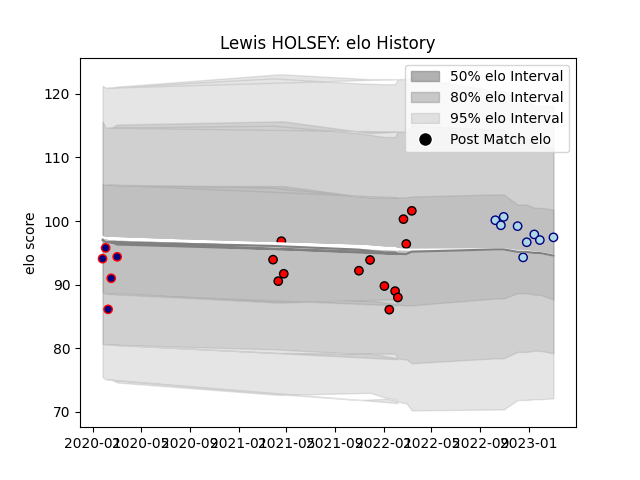 Lewis HOLSEY: elo History
50% elo Interval
80% elo Interval
95% elo Interval
Post Match elo
elo score
120
110
100
90
80
70
2020-01 2020-05 2020-09 2021-01 2021-05 2021-09 2022-01 2022-05 2022-09 2023-01